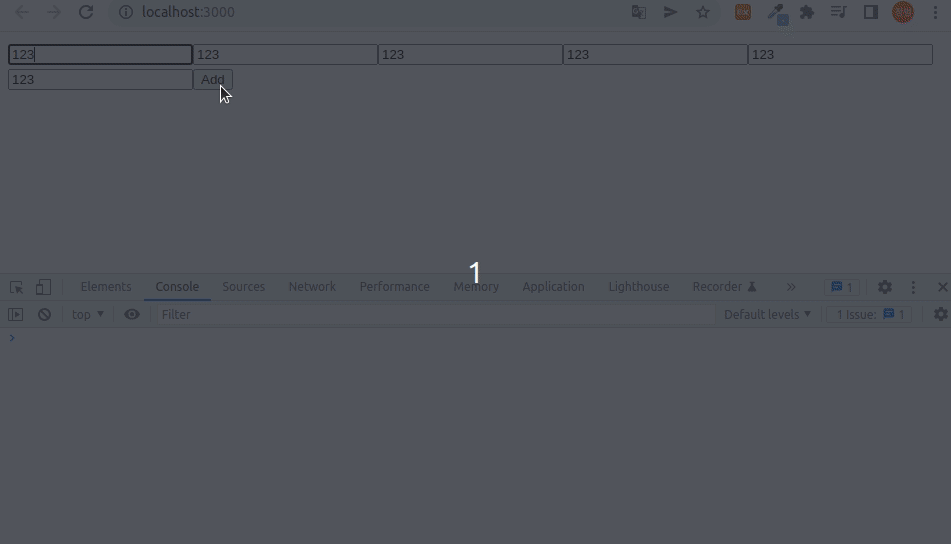 localhost:3000
123 123 123 123 123
123 Add
1
Elements Console Sources Network Performance Memory Application Lighthouse Recorder » 1
top ▼ Filter Default levels ▼ 1 Issue: 1
›